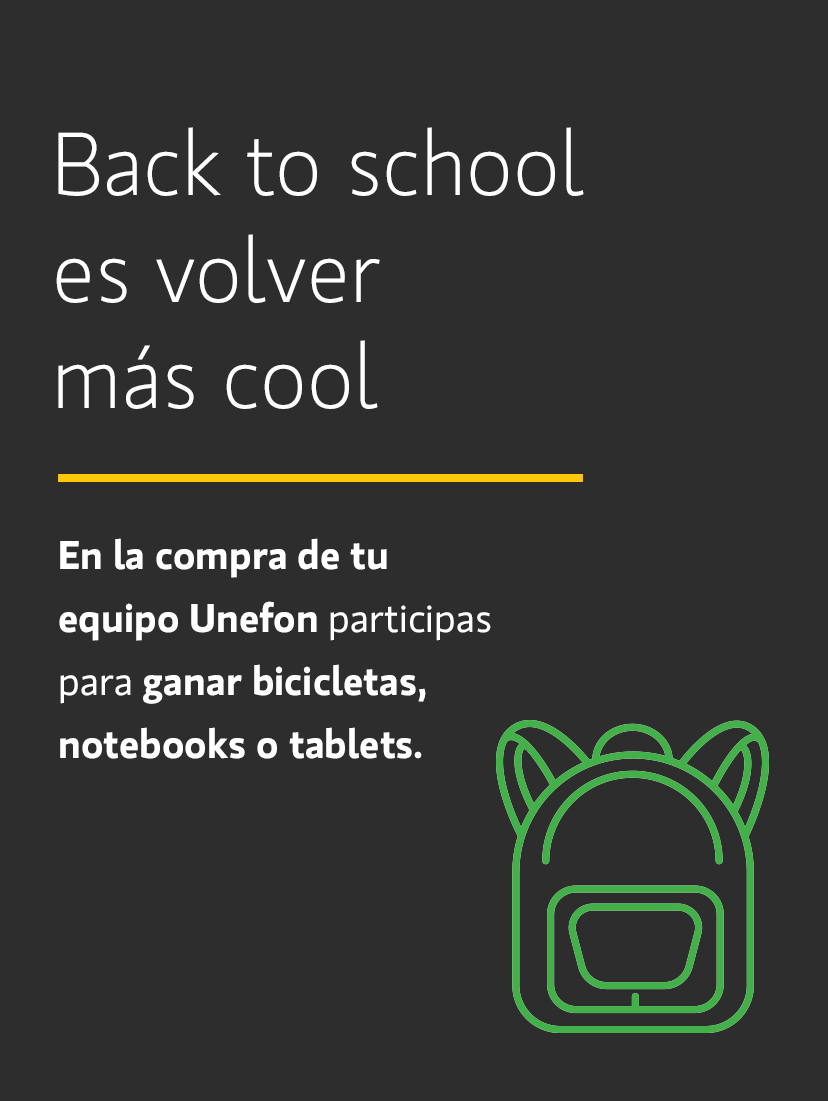 Back to school
es volver
más cool
En la compra de tu
equipo Unefon participas
para ganar bicicletas,
notebooks o tablets.